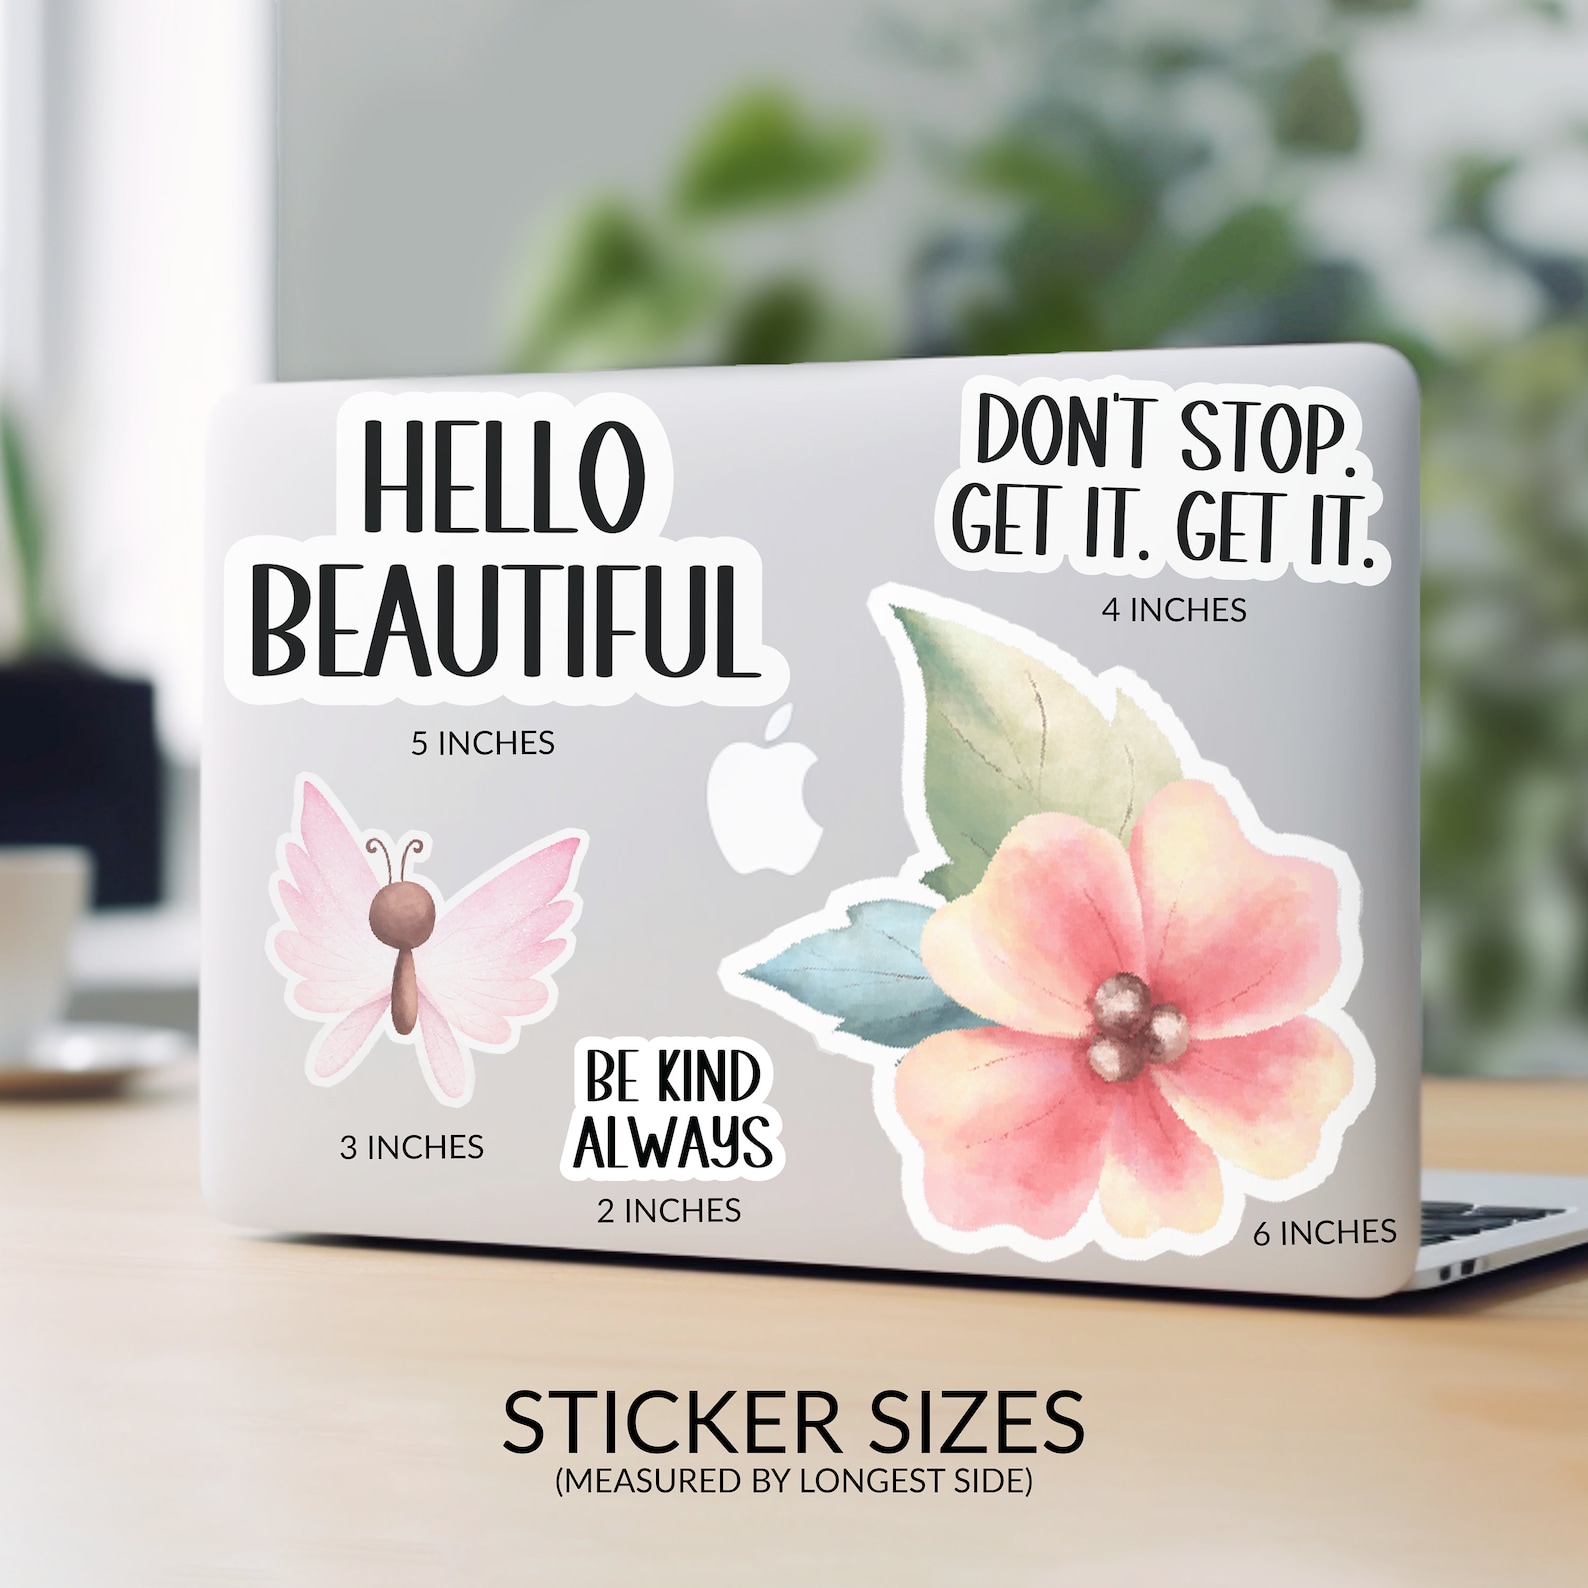 HELLO
BEAUTIFUL
5 INCHES
DON'T STOP.
GET IT. GET IT.
4 INCHES
3 INCHES
BE KIND
ALWAYS
2 INCHES
6 INCHES
STICKER SIZES
(MEASURED BY LONGEST SIDE)